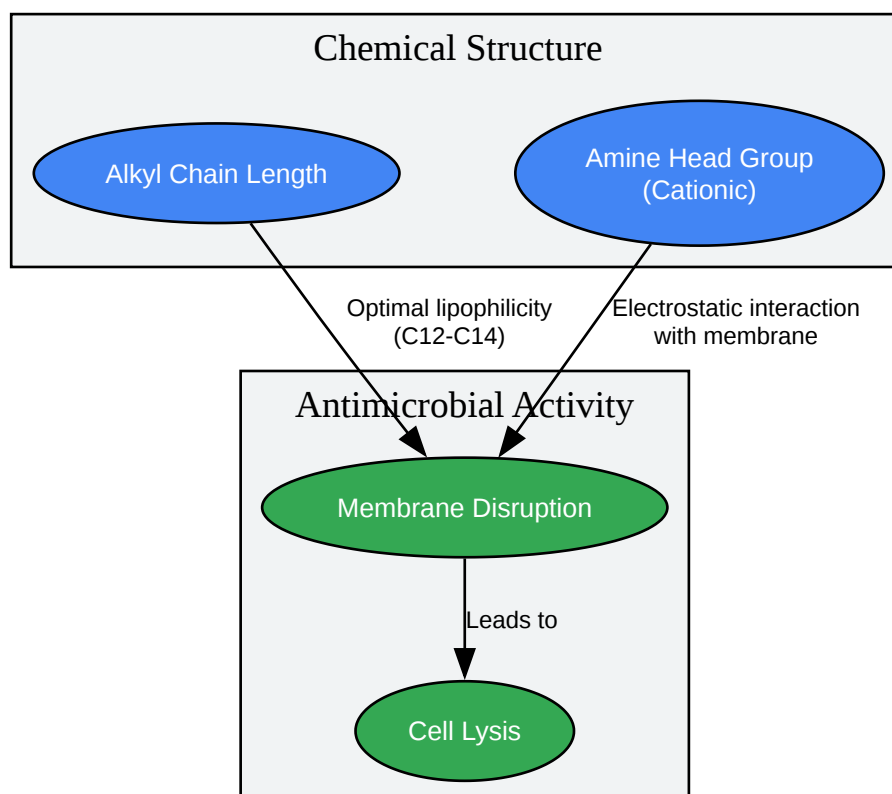 Chemical Structure
Alkyl Chain Length
Amine Head Group
(Cationic)
Optimal lipophilicity
(C12-C14)
Electrostatic interaction
with membrane
Antimicrobial Activity
Membrane Disruption
Leads to
Cell Lysis